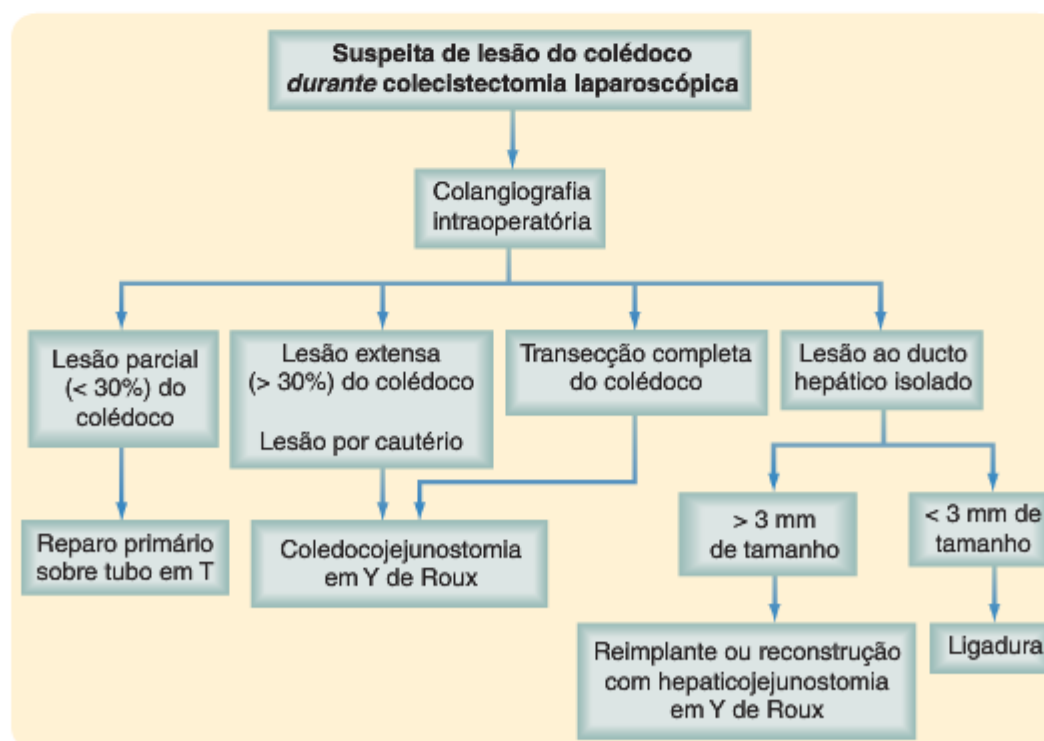 Suspeita de lesão do colédoco
durante colecistectomia laparoscópica
Colangiografia
intraoperatória
Lesão parcial
(< 30%) do
colédoco
Lesão extensa
(> 30%) do colédoco
Lesão por cautério
Transecção completa
do colédoco
Lesão ao ducto
hepático isolado
> 3 mm
de tamanho
< 3 mm de
tamanho
Reparo primário
sobre tubo em T
Coledocojejunostomia
em Y de Roux
Reimplante ou reconstrução
com hepaticojejunostomia
em Y de Roux
Ligadura